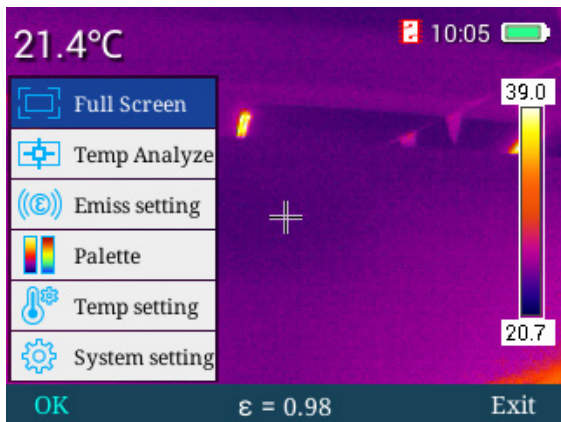 21.4°C
10:05
Full Screen
39.0
Temp Analyze
((ε)) Emiss setting
Palette
Temp setting
20.7
System setting
OK
ε = 0.98
Exit